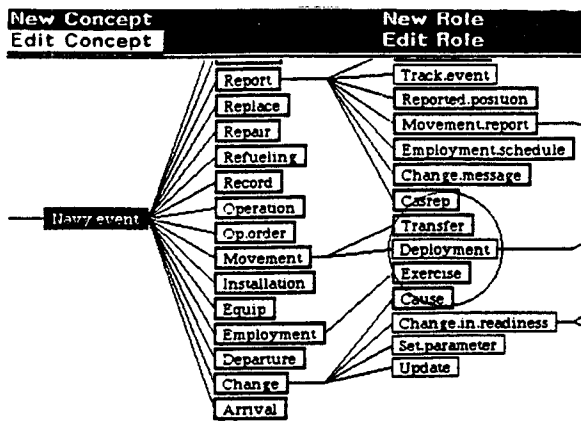 New Concept
Edit Concept
New Role
Edit Role
Navy.event
Report
Replace
Repair
Refueling
Record
Operation
Op.order
Movement
Installation
Equip
Employment
Departure
Change
Arrival
Track.event
Reported.position
Movement.report
Employment.schedule
Change.message
Casrep
Transfer
Deployment
Exercise
Cause
Change.in.readiness
Set.parameter
Update